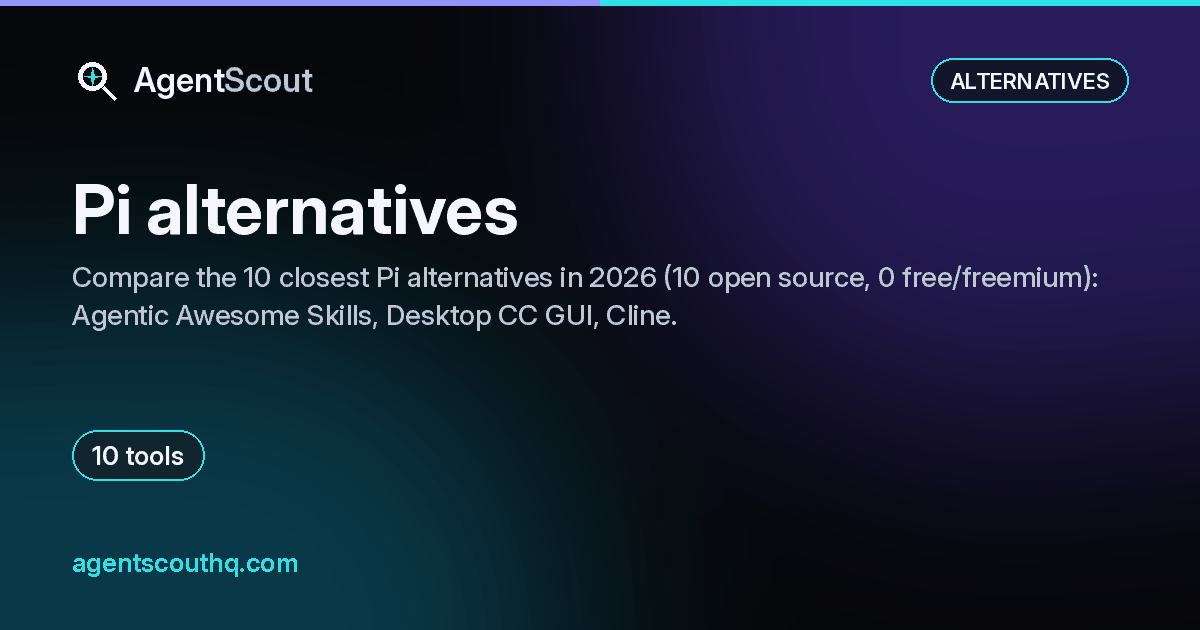 AgentScout
ALTERNATIVES
Pi alternatives
Compare the 10 closest Pi alternatives in 2026 (10 open source, 0 free/freemium):
Agentic Awesome Skills, Desktop CC GUI, Cline.
10 tools
agentscouthq.com